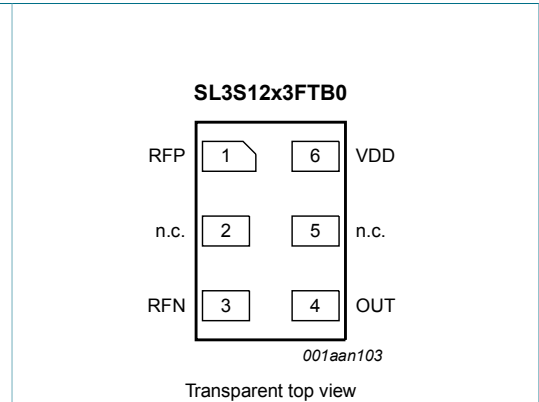 SL3S12x3FTB0
RFP 1 6 VDD
n.c. 2 5 n.c.
RFN 3 4 OUT
001aan103
Transparent top view